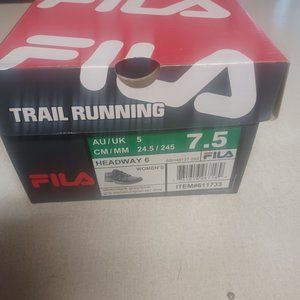 FILA
FILA
TRAIL RUNNING
AU/UK 5
CM/MM 24.5 / 245
7.5
HEADWAY 6
FILA
WOMEN'S
FILA
ITEM#611733